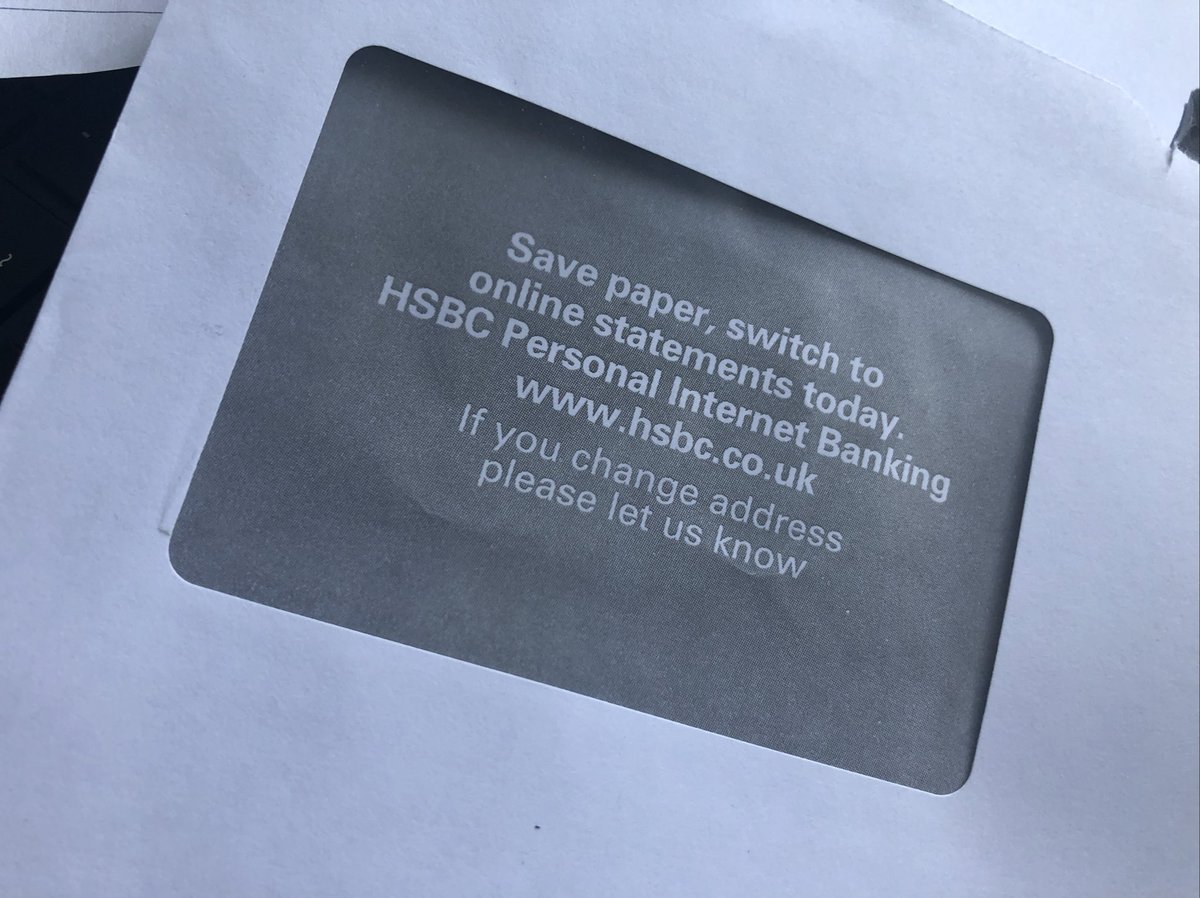 Save paper, switch to
online statements today.
HSBC Personal Internet Banking
www.hsbc.co.uk
If you change address
please let us know